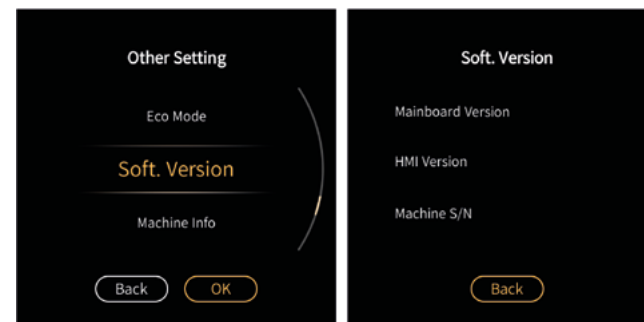 Other Setting
Eco Mode
Soft. Version
Machine Info
Back
OK
Soft. Version
Mainboard Version
HMI Version
Machine S/N
Back